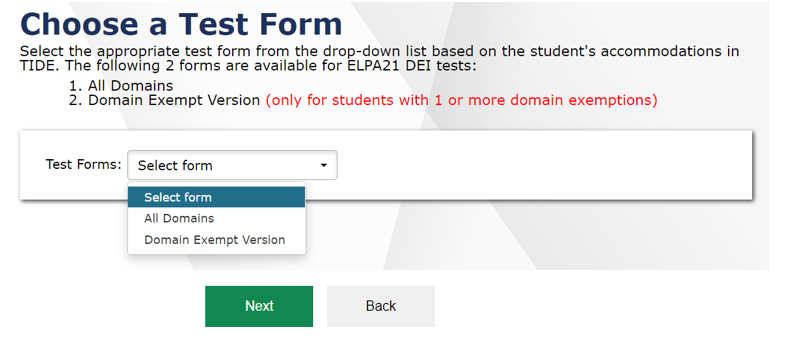 Choose a Test Form
Select the appropriate test form from the drop-down list based on the student's accommodations in
TIDE. The following 2 forms are available for ELPA21 DEI tests:
1. All Domains
2. Domain Exempt Version (only for students with 1 or more domain exemptions)
Test Forms: Select form
Select form
All Domains
Domain Exempt Version
Next Back